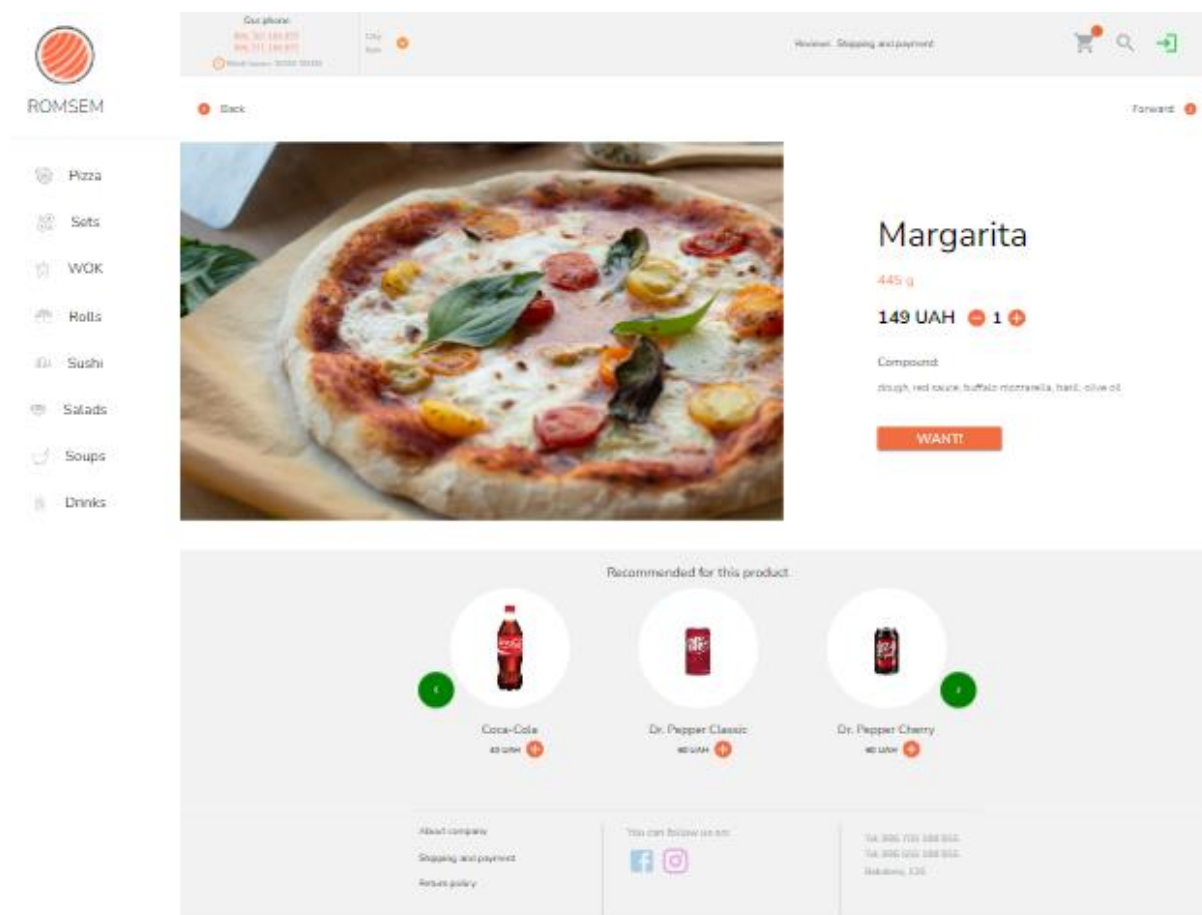 ROMSEM
Pizza
Sets
WOK
Rolls
Sushi
Salads
Soups
Drinks
Our phone
City
Reviews Shipping and payment
Back
Forward
Margarita
445 g
149 UAH 1
Compound:
dough, red sauce, buffalo mozzarella, basil, olive oil
WANT!
Recommended for this product
Coca-Cola
Dr. Pepper Classic
Dr. Pepper Cherry
UAH
UAH
UAH
About company
Shipping and payment
Return policy
You can follow us on: